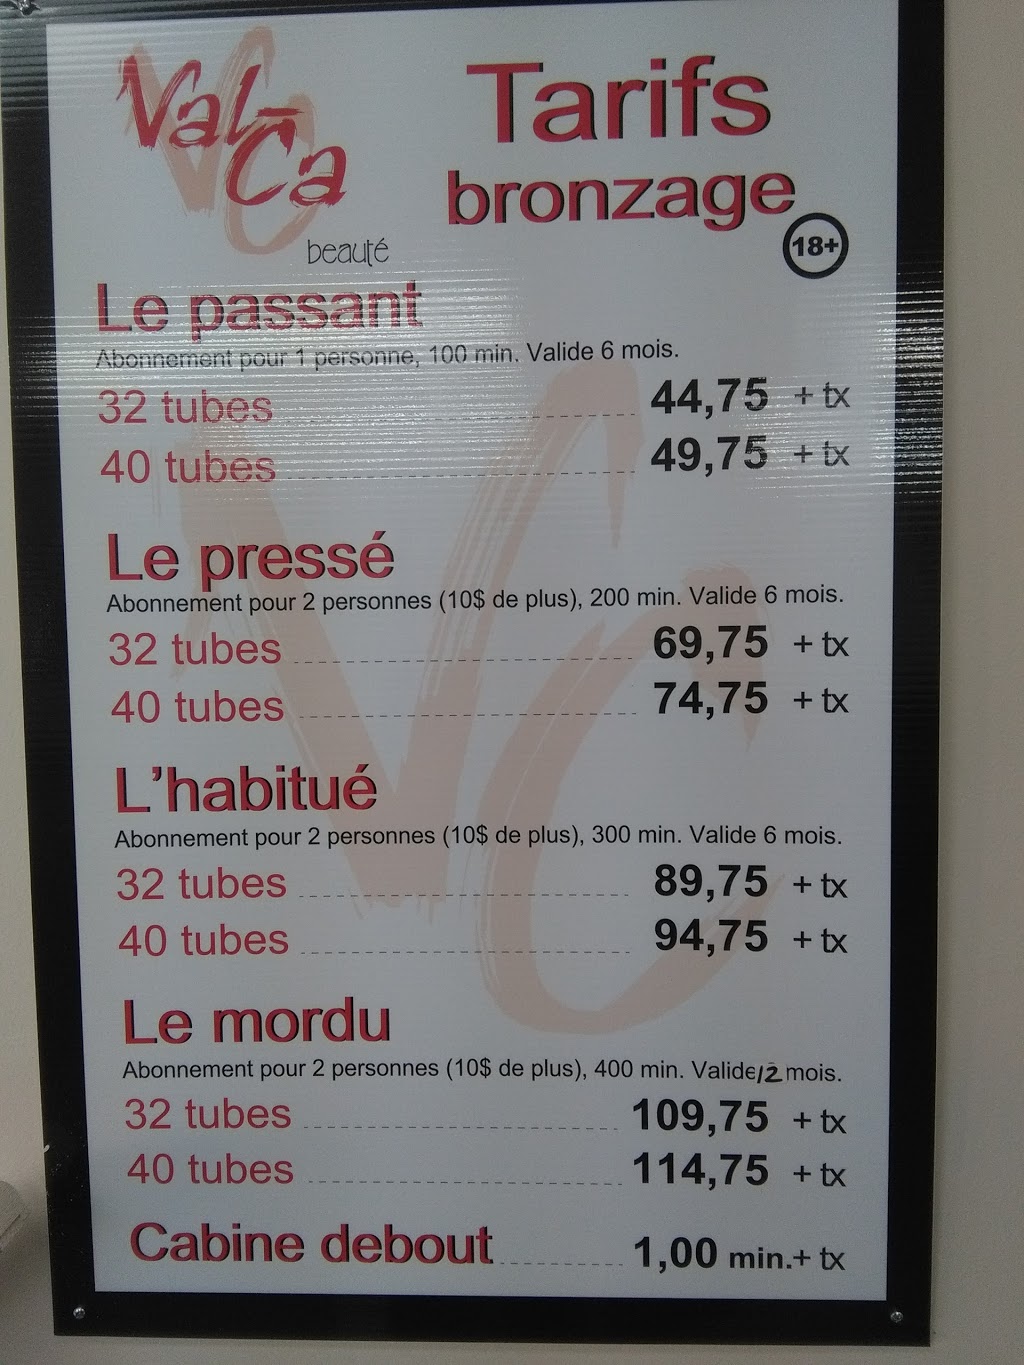 Val-Ca
beauté
Tarifs
bronzage
18+
Le passant
Abonnement pour 1 personne, 100 min. Valide 6 mois.
32 tubes 44,75 + tx
40 tubes 49,75 + tx
Le pressé
Abonnement pour 2 personnes (10$ de plus), 200 min. Valide 6 mois.
32 tubes 69,75 + tx
40 tubes 74,75 + tx
L'habitué
Abonnement pour 2 personnes (10$ de plus), 300 min. Valide 6 mois.
32 tubes 89,75 + tx
40 tubes 94,75 + tx
Le mordu
Abonnement pour 2 personnes (10$ de plus), 400 min. Valide 12 mois.
32 tubes 109,75 + tx
40 tubes 114,75 + tx
Cabine debout 1,00 min.+ tx